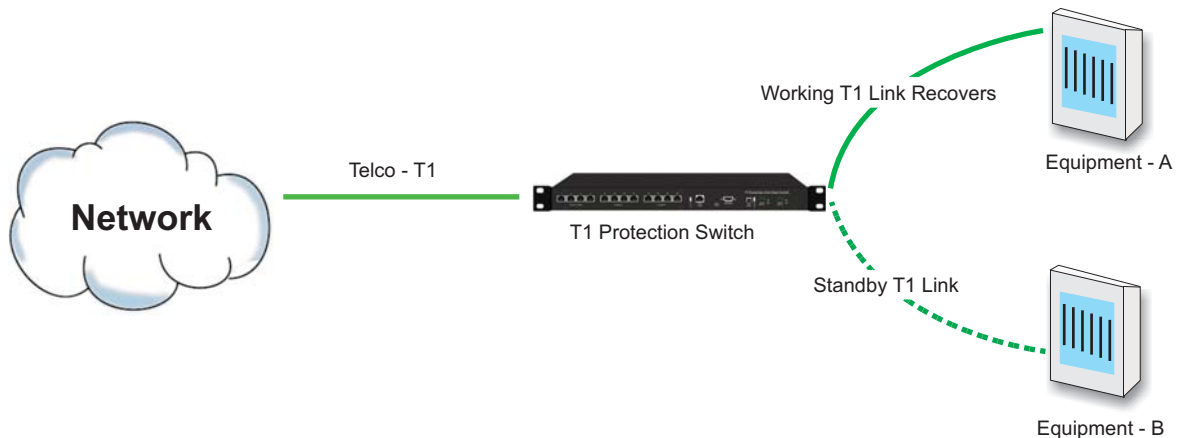 Working T1 Link Recovers
Equipment - A
Telco - T1
Network
T1 Protection Switch
Standby T1 Link
Equipment - B